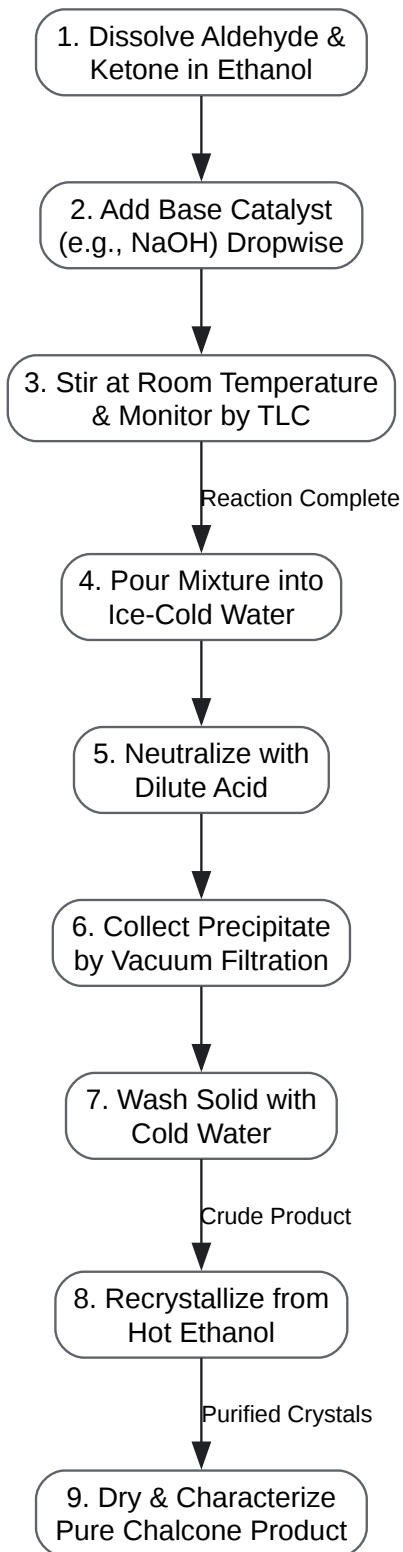 1. Dissolve Aldehyde &
Ketone in Ethanol
2. Add Base Catalyst
(e.g., NaOH) Dropwise
3. Stir at Room Temperature
& Monitor by TLC
Reaction Complete
4. Pour Mixture into
Ice-Cold Water
5. Neutralize with
Dilute Acid
6. Collect Precipitate
by Vacuum Filtration
7. Wash Solid with
Cold Water
Crude Product
8. Recrystallize from
Hot Ethanol
Purified Crystals
9. Dry & Characterize
Pure Chalcone Product